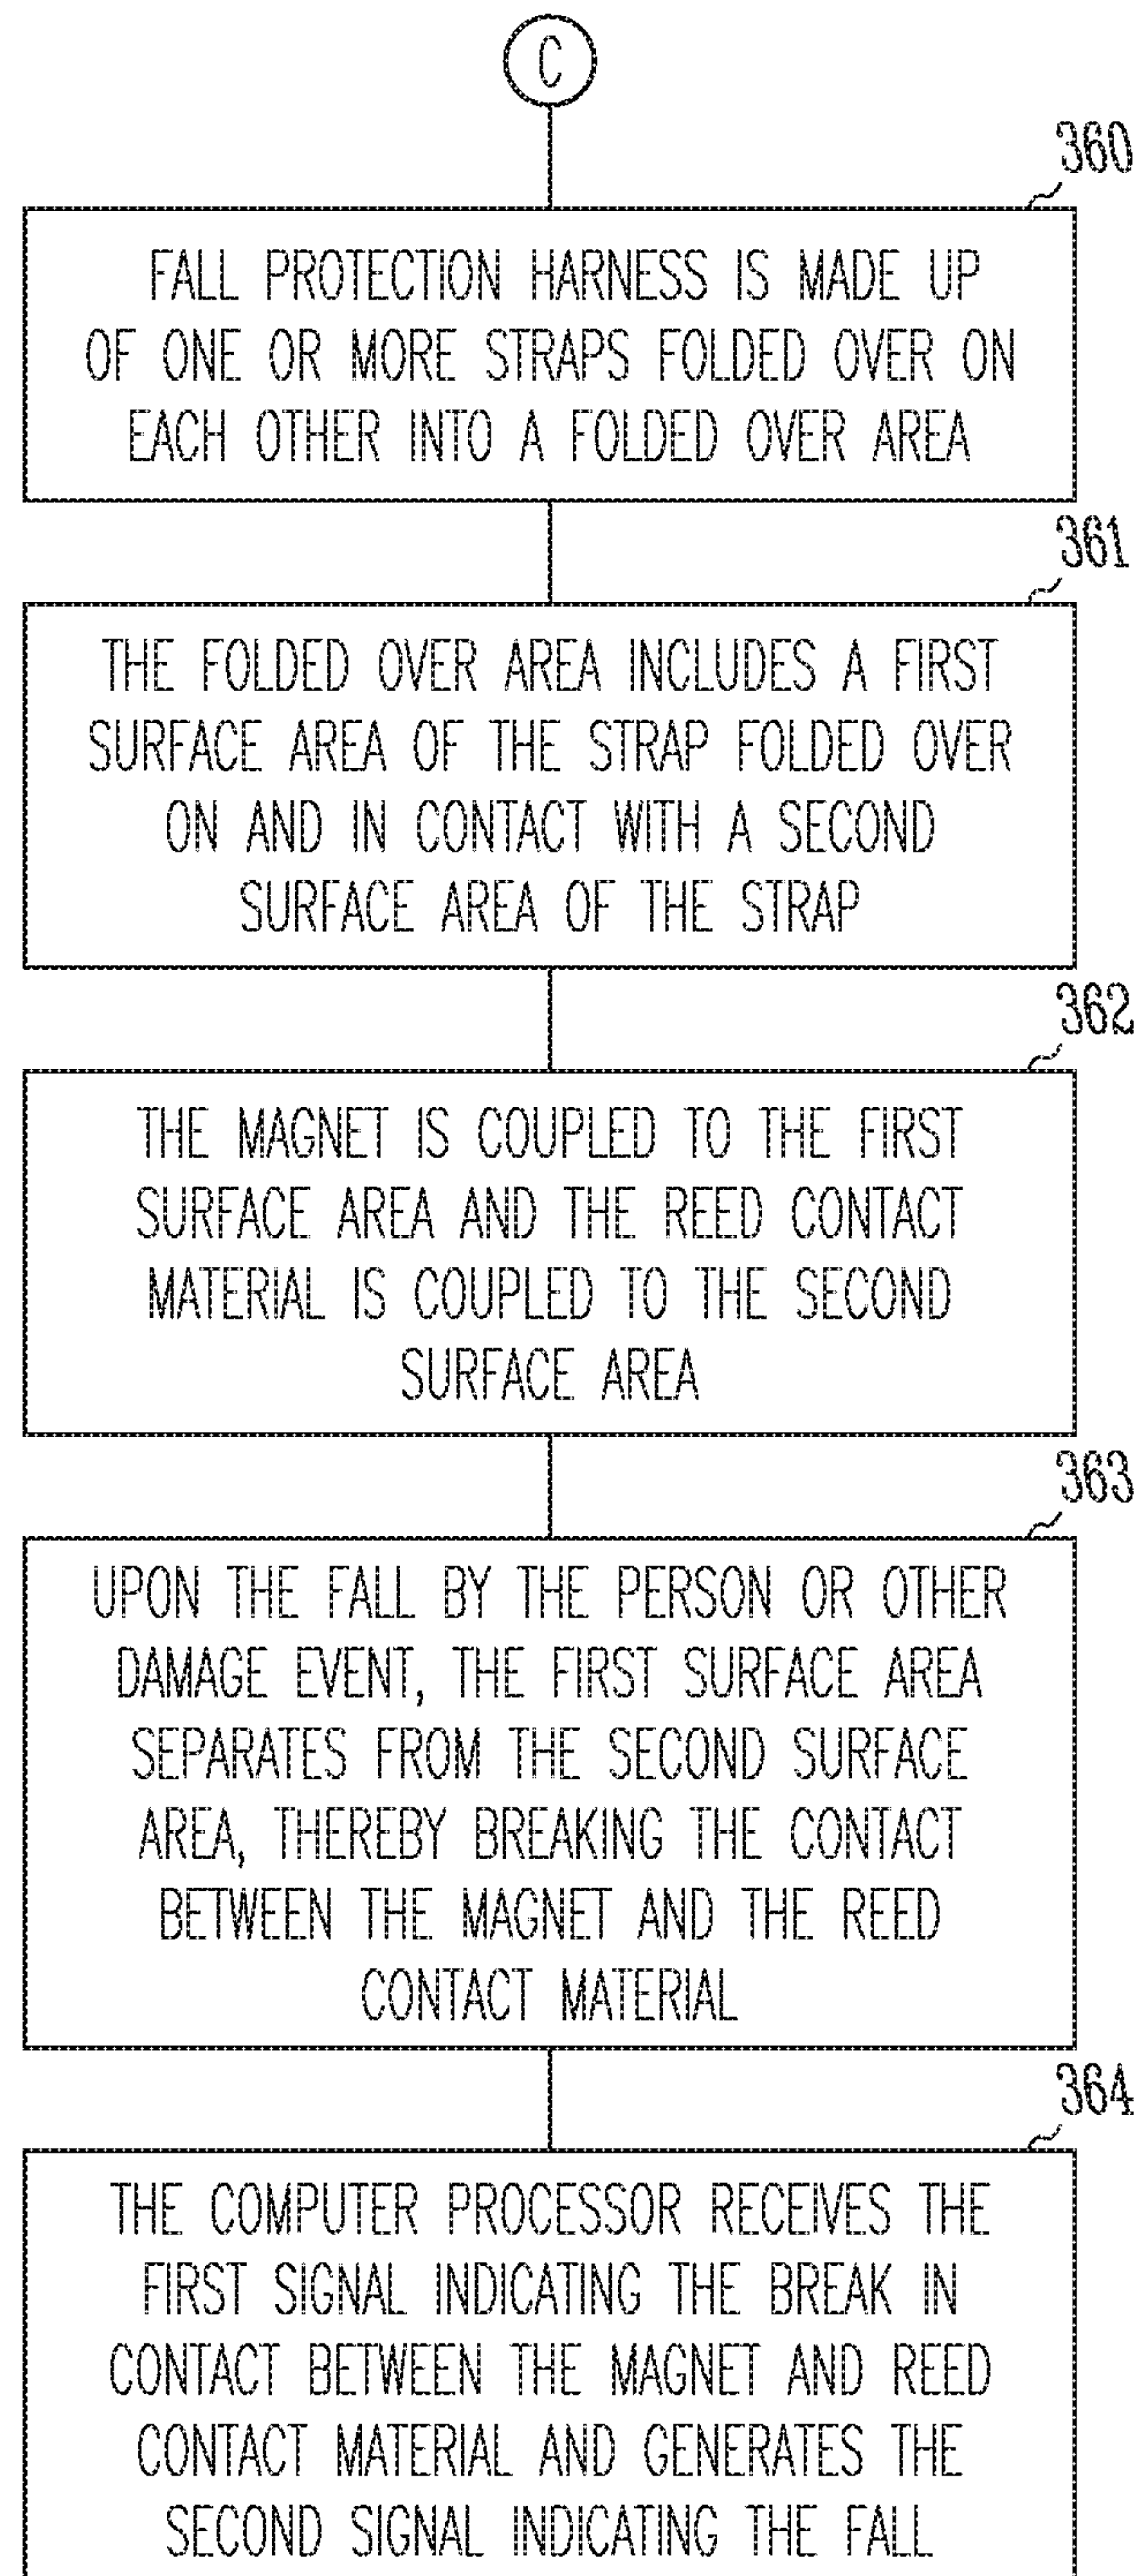 C
360
FALL PROTECTION HARNESS IS MADE UP
OF ONE OR MORE STRAPS FOLDED OVER ON
EACH OTHER INTO A FOLDED OVER AREA
361
THE FOLDED OVER AREA INCLUDES A FIRST
SURFACE AREA OF THE STRAP FOLDED OVER
ON AND IN CONTACT WITH A SECOND
SURFACE AREA OF THE STRAP
362
THE MAGNET IS COUPLED TO THE FIRST
SURFACE AREA AND THE REED CONTACT
MATERIAL IS COUPLED TO THE SECOND
SURFACE AREA
363
UPON THE FALL BY THE PERSON OR OTHER
DAMAGE EVENT, THE FIRST SURFACE AREA
SEPARATES FROM THE SECOND SURFACE
AREA, THEREBY BREAKING THE CONTACT
BETWEEN THE MAGNET AND THE REED
CONTACT MATERIAL
364
THE COMPUTER PROCESSOR RECEIVES THE
FIRST SIGNAL INDICATING THE BREAK IN
CONTACT BETWEEN THE MAGNET AND REED
CONTACT MATERIAL AND GENERATES THE
SECOND SIGNAL INDICATING THE FALL